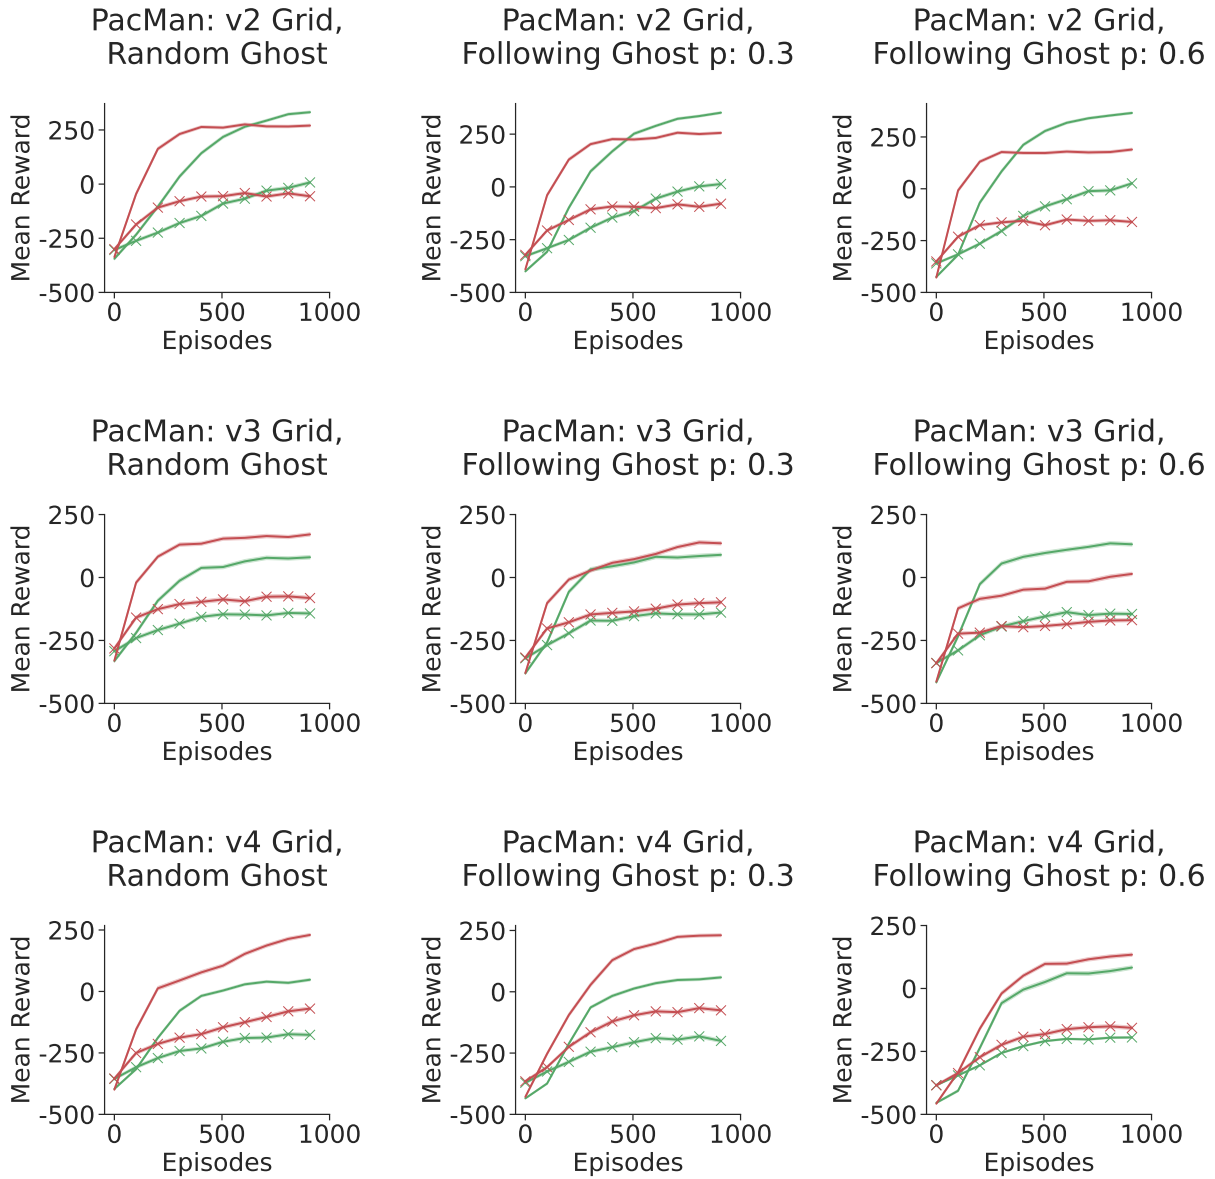 PacMan: v2 Grid,
Random Ghost
Mean Reward
250
0
-250
-500
0
500
1000
Episodes
PacMan: v2 Grid,
Following Ghost p: 0.3
Mean Reward
250
0
-250
-500
0
500
1000
Episodes
PacMan: v2 Grid,
Following Ghost p: 0.6
Mean Reward
250
0
-250
-500
0
500
1000
Episodes
PacMan: v3 Grid,
Random Ghost
Mean Reward
250
0
-250
-500
0
500
1000
Episodes
PacMan: v3 Grid,
Following Ghost p: 0.3
Mean Reward
250
0
-250
-500
0
500
1000
Episodes
PacMan: v3 Grid,
Following Ghost p: 0.6
Mean Reward
250
0
-250
-500
0
500
1000
Episodes
PacMan: v4 Grid,
Random Ghost
Mean Reward
250
0
-250
-500
0
500
1000
Episodes
PacMan: v4 Grid,
Following Ghost p: 0.3
Mean Reward
250
0
-250
-500
0
500
1000
Episodes
PacMan: v4 Grid,
Following Ghost p: 0.6
Mean Reward
250
0
-250
-500
0
500
1000
Episodes